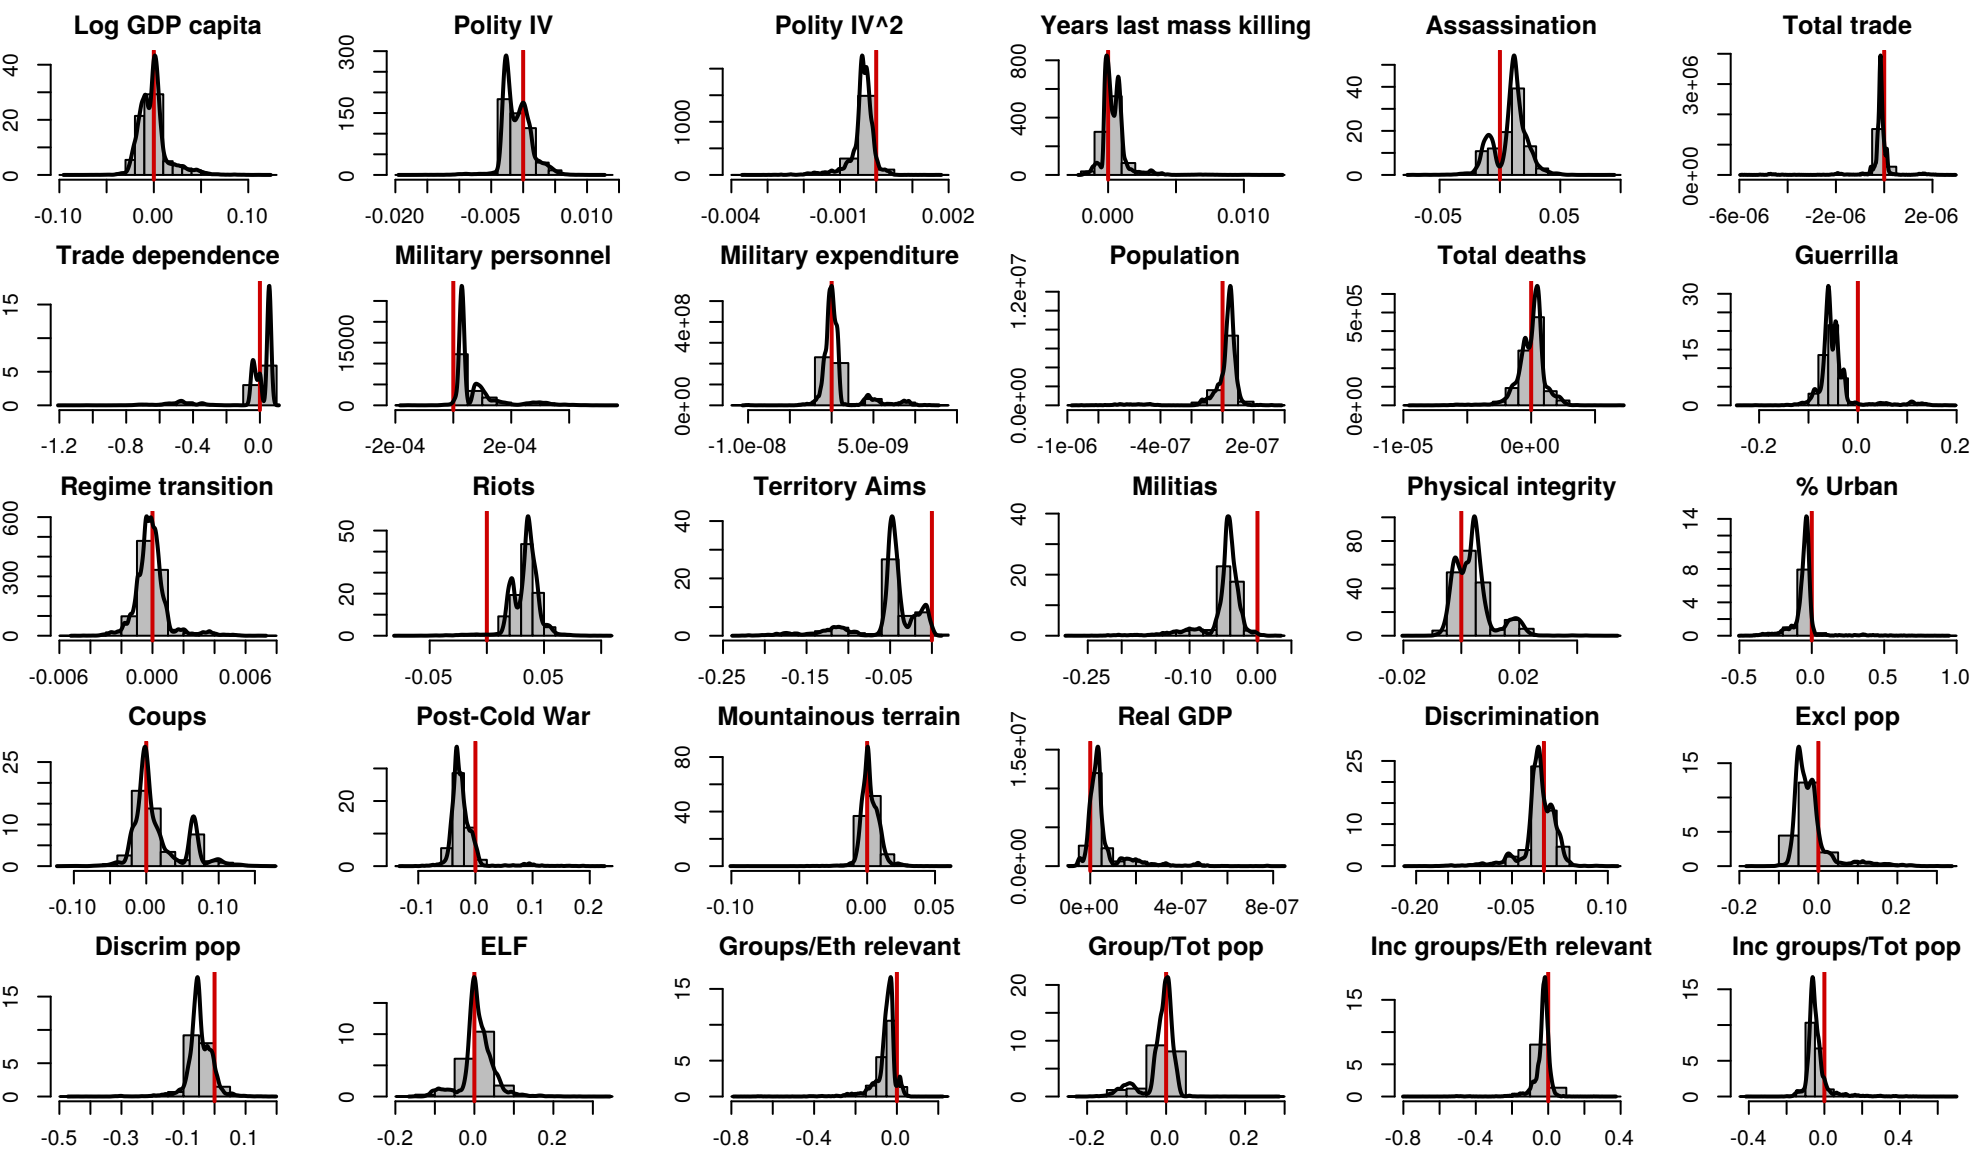 Log GDP capita Polity IV Polity IV^2 Years last mass killing Assassination Total trade
0 20 40 0 150 300 0 1000 0 400 800 0 20 40 0e+00 3e+06
-0.10 0.00 0.10 -0.020 -0.005 0.010 -0.004 -0.001 0.002 0.000 0.010 -0.05 0.05 -6e-06 -2e-06 2e-06
Trade dependence Military personnel Military expenditure Population Total deaths Guerrilla
0 5 15 0 15000 0e+00 4e+08 0.0e+00 1.2e+07 0e+00 5e+05 0 15 30
-1.2 -0.8 -0.4 0.0 -2e-04 2e-04 -1.0e-08 5.0e-09 -1e-06 -4e-07 2e-07 -1e-05 0e+00 -0.2 0.0 0.2
Regime transition Riots Territory Aims Militias Physical integrity % Urban
0 300 600 0 20 50 0 20 40 0 20 40 0 40 80 0 4 8 14
-0.006 0.000 0.006 -0.05 0.05 -0.25 -0.15 -0.05 -0.25 -0.10 0.00 -0.02 0.02 -0.5 0.0 0.5 1.0
Coups Post-Cold War Mountainous terrain Real GDP Discrimination Excl pop
0 10 25 0 20 0 40 80 0.0e+00 1.5e+07 0 10 25 0 5 15
-0.10 0.00 0.10 -0.1 0.0 0.1 0.2 -0.10 0.00 0.05 0e+00 4e-07 8e-07 -0.20 -0.05 0.10 -0.2 0.0 0.2
Discrim pop ELF Groups/Eth relevant Group/Tot pop Inc groups/Eth relevant Inc groups/Tot pop
0 5 15 0 10 0 5 15 0 10 20 0 5 15 0 5 15
-0.5 -0.3 -0.1 0.1 -0.2 0.0 0.2 -0.8 -0.4 0.0 -0.2 0.0 0.2 -0.8 -0.4 0.0 0.4 -0.4 0.0 0.4